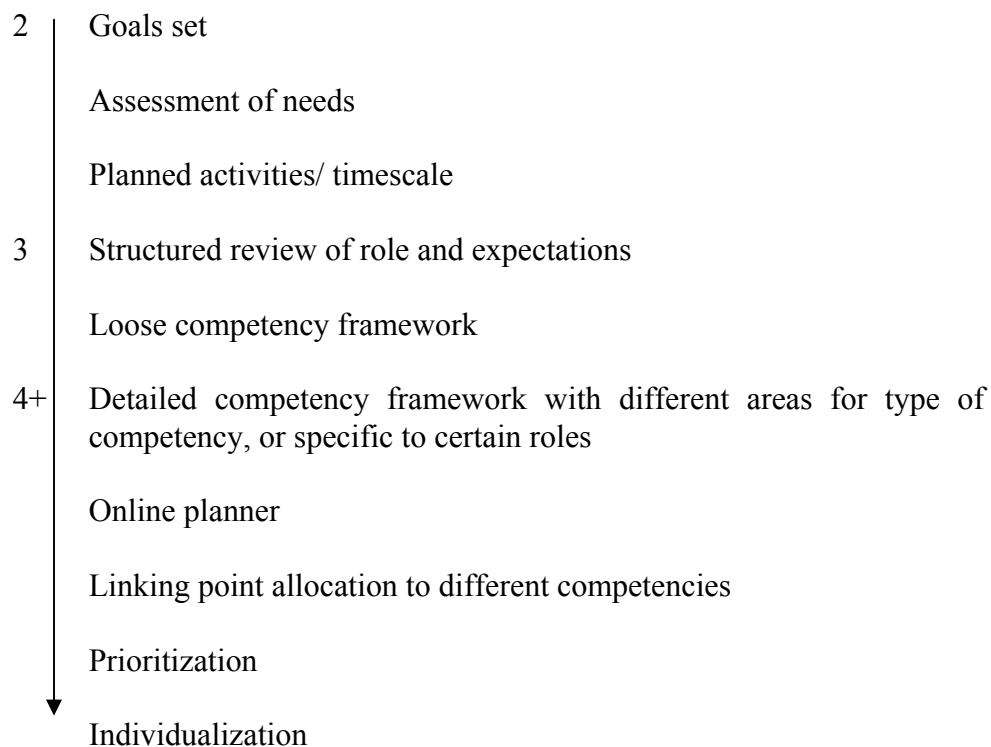 2 Goals set
Assessment of needs
Planned activities/ timescale
3 Structured review of role and expectations
Loose competency framework
4+ Detailed competency framework with different areas for type of
competency, or specific to certain roles
Online planner
Linking point allocation to different competencies
Prioritization
Individualization